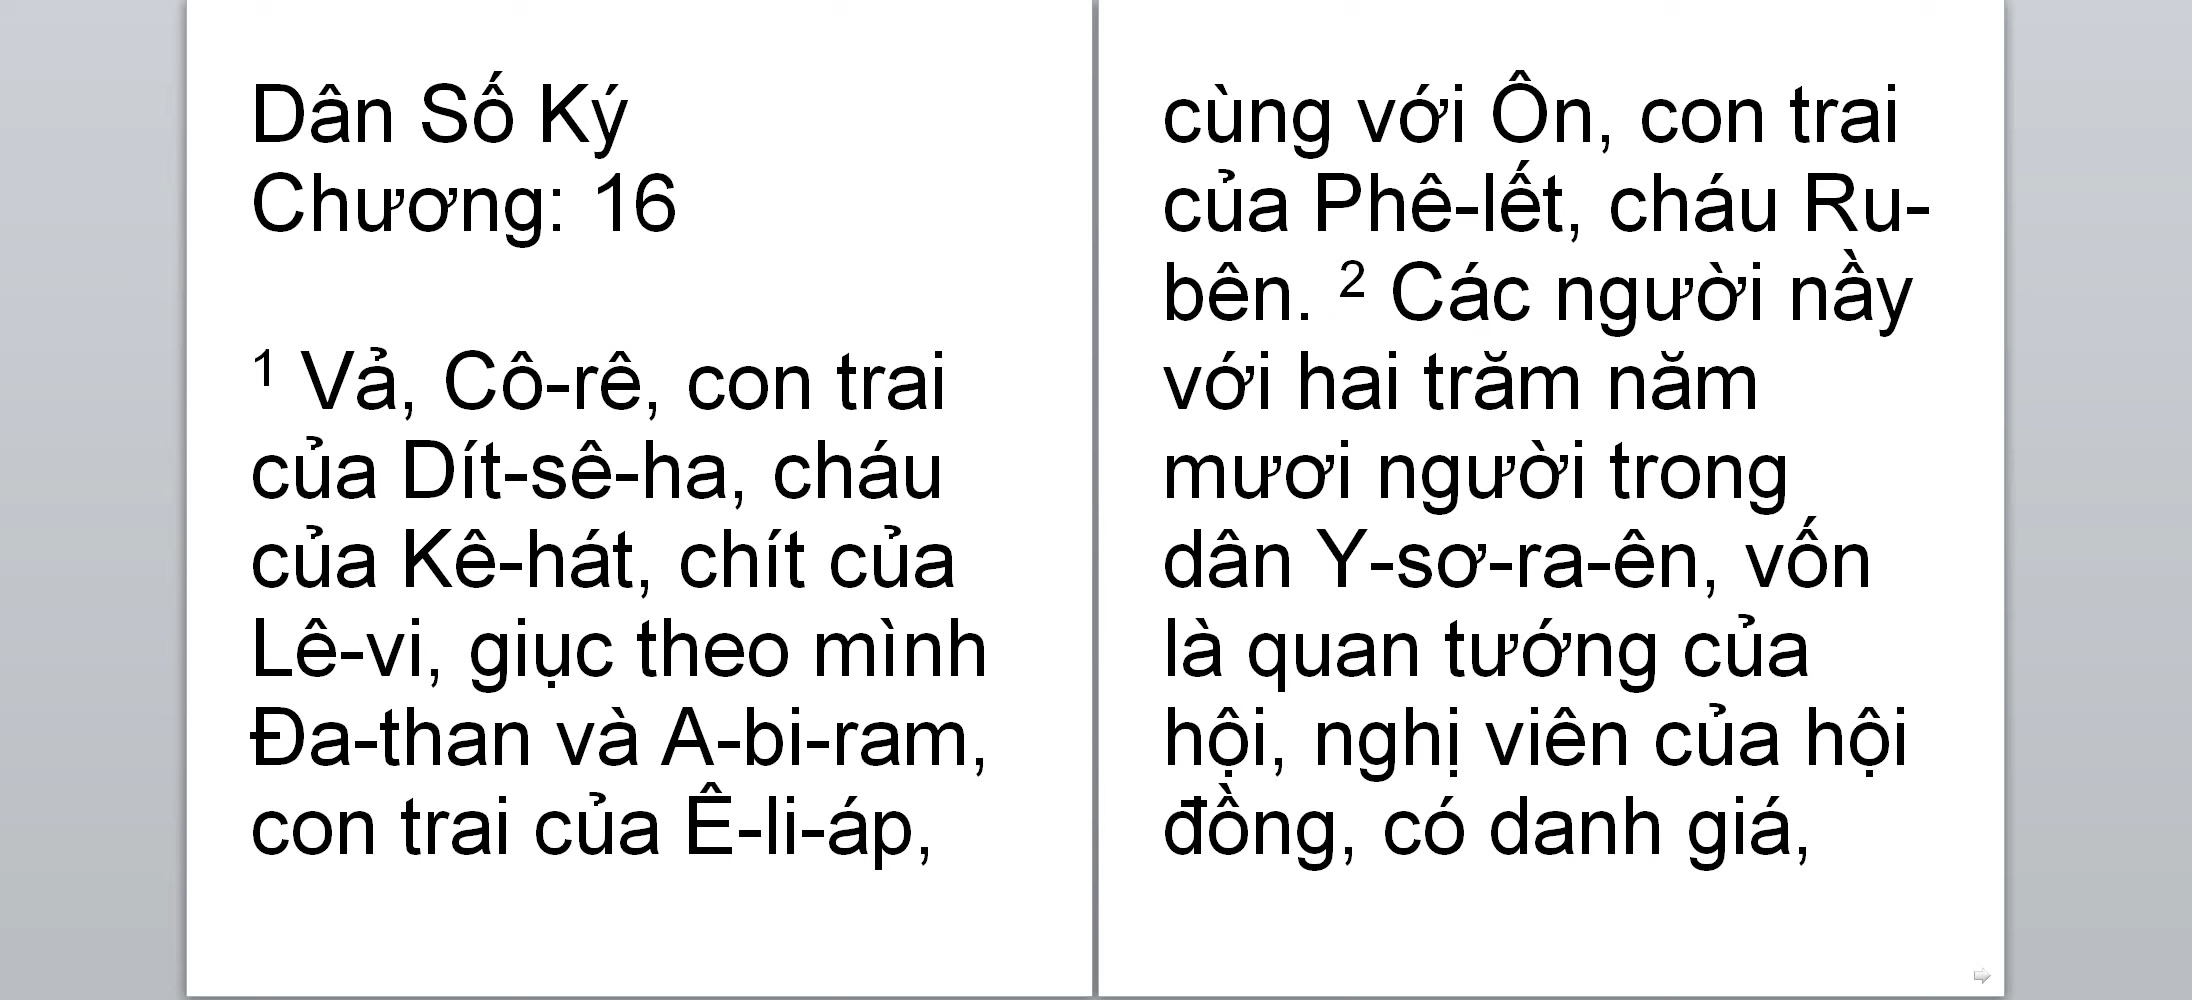 Dân Số Ký
Chương: 16
1 Vả, Cô-rê, con trai
của Dít-sê-ha, cháu
của Kê-hát, chít của
Lê-vi, giục theo mình
Đa-than và A-bi-ram,
con trai của Ê-li-áp,
cùng với Ôn, con trai
của Phê-lết, cháu Ru-
bên. 2 Các người nầy
với hai trăm năm
mươi người trong
dân Y-sơ-ra-ên, vốn
là quan tướng của
hội, nghị viên của hội
đồng, có danh giá,